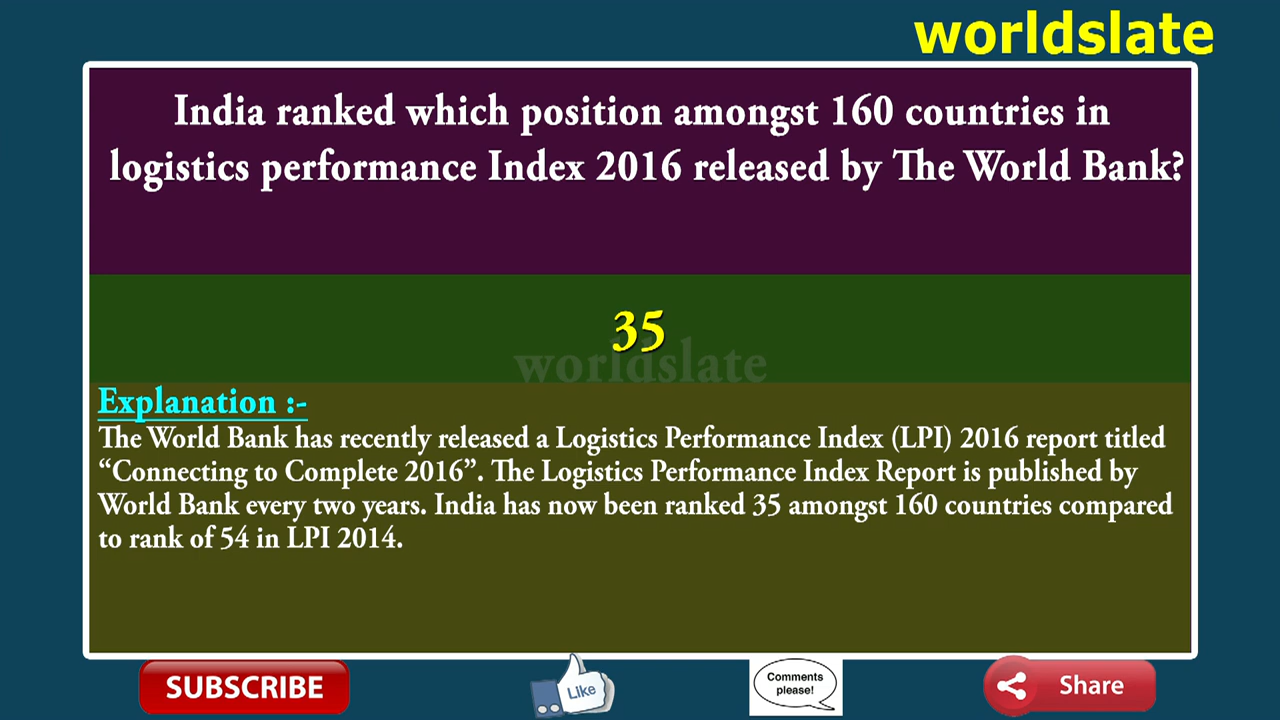 worldslate
India ranked which position amongst 160 countries in
logistics performance Index 2016 released by The World Bank?
35
worldslate
Explanation :-
The World Bank has recently released a Logistics Performance Index (LPI) 2016 report titled
“Connecting to Complete 2016”. The Logistics Performance Index Report is published by
World Bank every two years. India has now been ranked 35 amongst 160 countries compared
to rank of 54 in LPI 2014.
SUBSCRIBE
Like
Comments
please!
Share